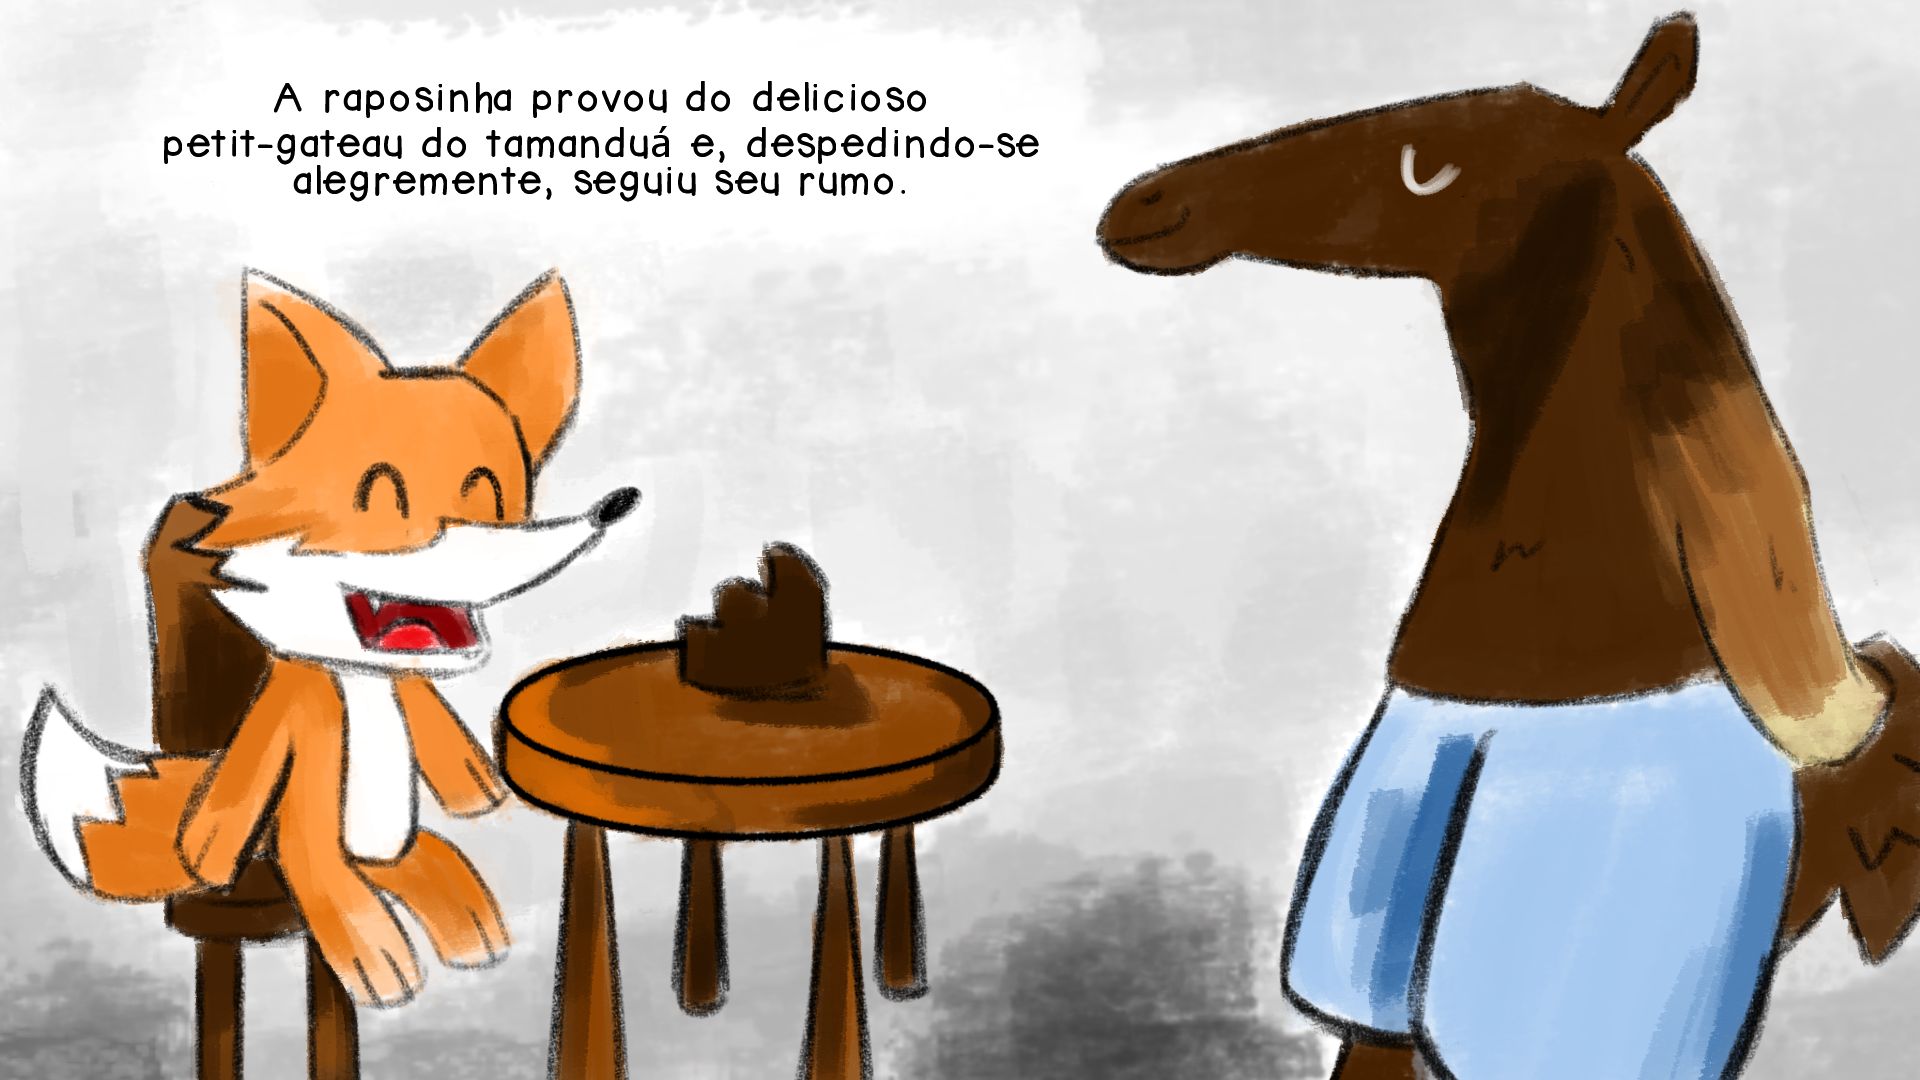 A raposinha provou do delicioso
petit-gateau do tamanduá e, despedindo-se
alegremente, seguiu seu rumo.